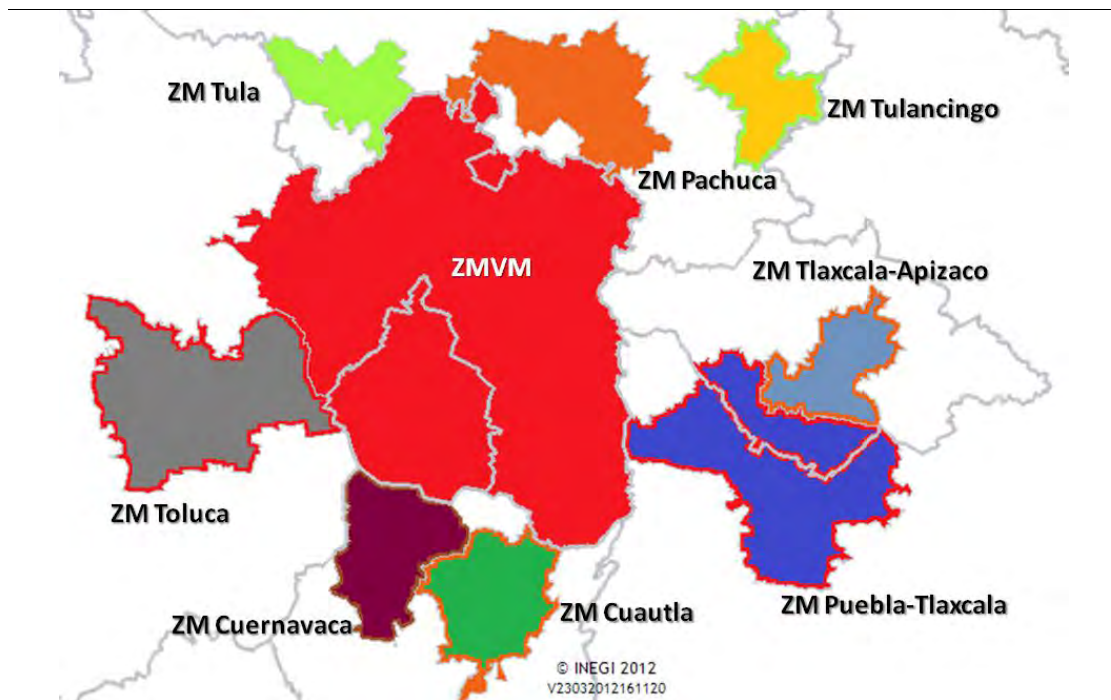 ZM Tula
ZM Tulancingo
ZM Pachuca
ZMVM
ZM Tlaxcala-Apizaco
ZM Toluca
ZM Puebla-Tlaxcala
ZM Cuernavaca
ZM Cuautla
© INEGI 2012
V23032012161120